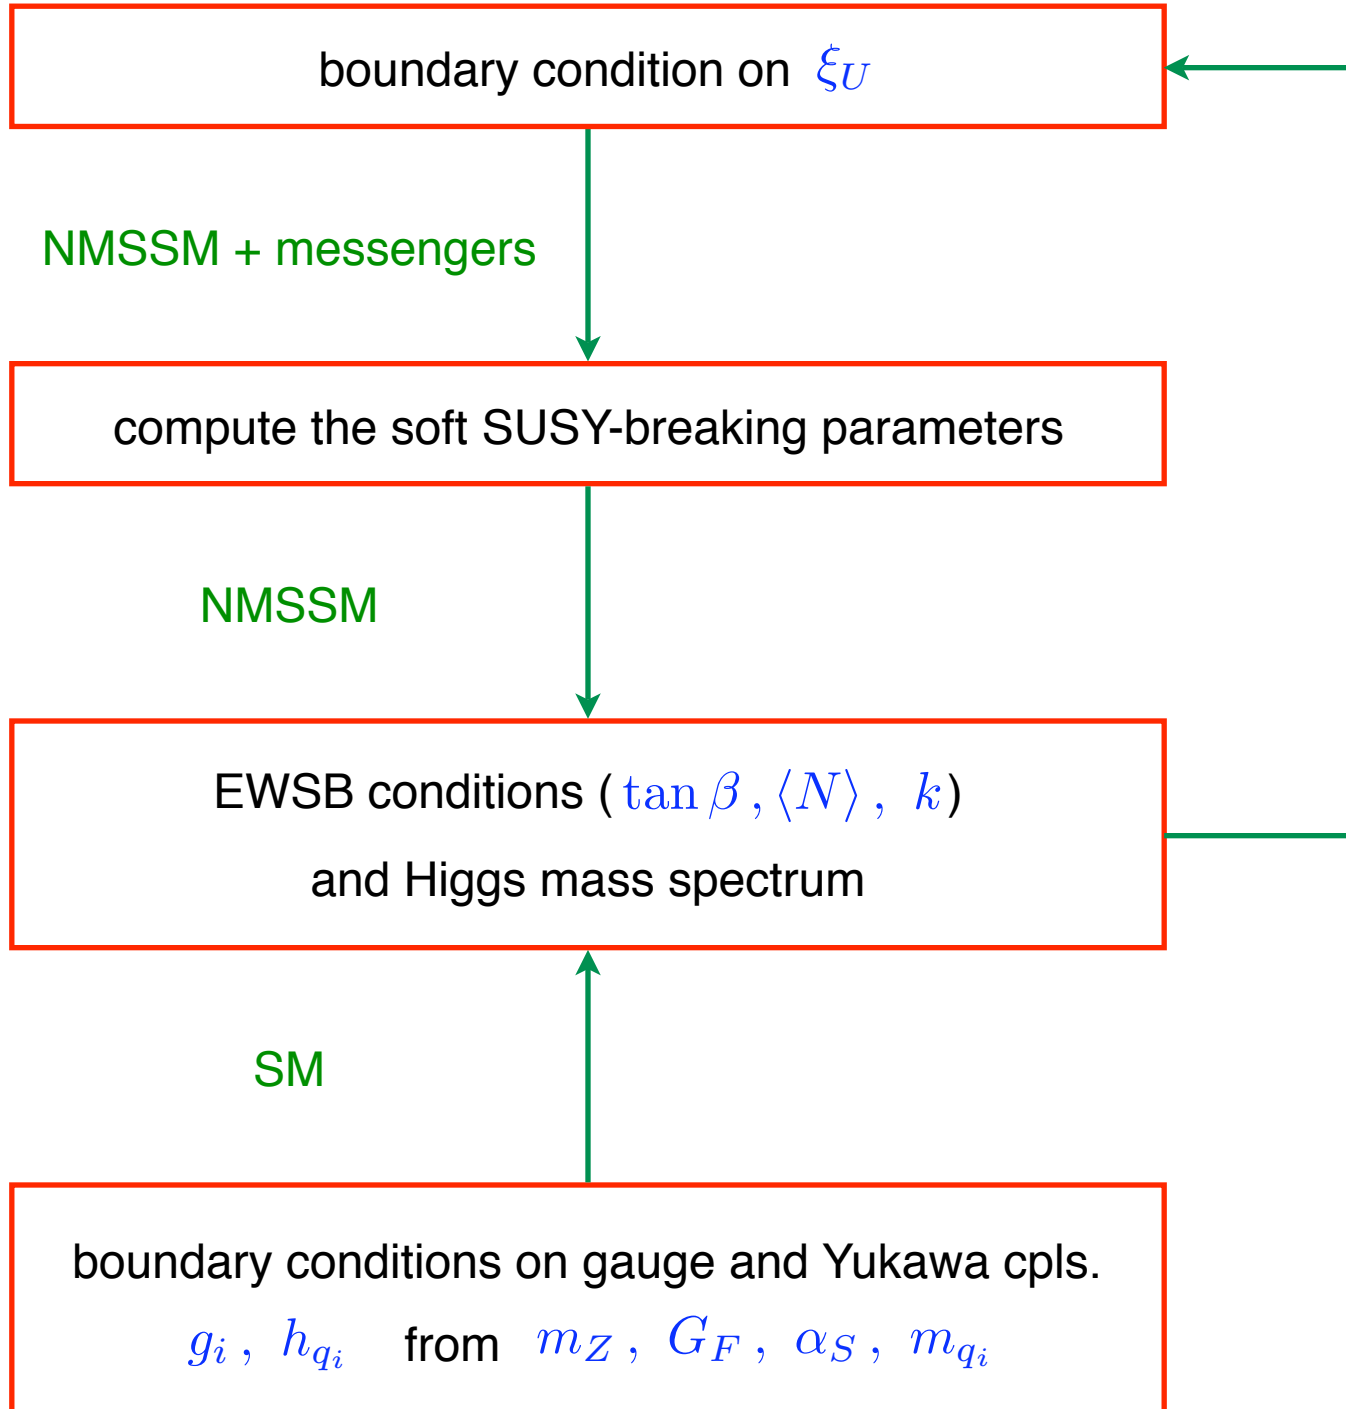 boundary condition on ξ_U
NMSSM + messengers
compute the soft SUSY-breaking parameters
NMSSM
EWSB conditions ( tan β , ⟨N⟩ , k )
and Higgs mass spectrum
SM
boundary conditions on gauge and Yukawa cpls.
g_i , h_{q_i} from m_Z , G_F , α_S , m_{q_i}